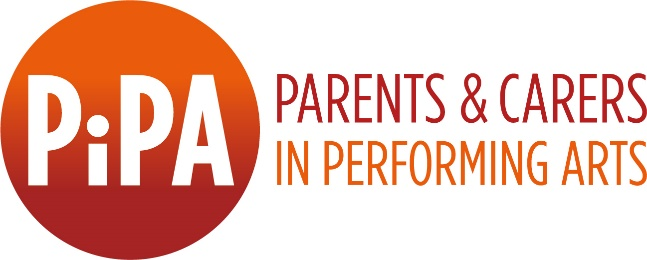 PiPA
PARENTS & CARERS
IN PERFORMING ARTS